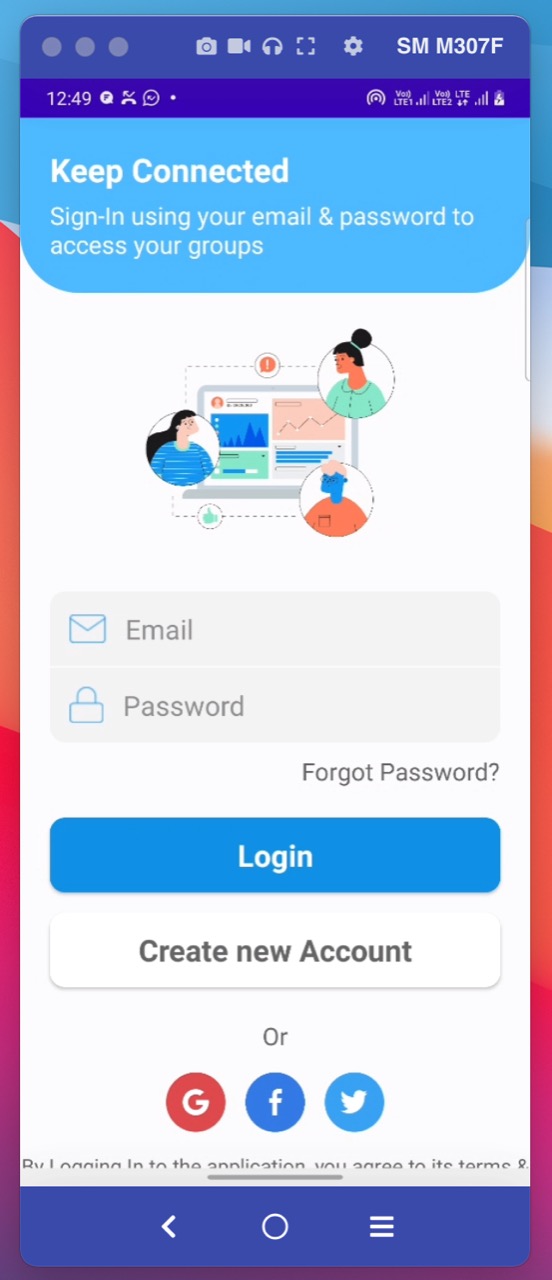 SM M307F
12:49
Vo)) LTE1 Vo)) LTE2 LTE
Keep Connected
Sign-In using your email & password to
access your groups
Email
Password
Forgot Password?
Login
Create new Account
Or
G f
By Logging In to the application, you agree to its terms &